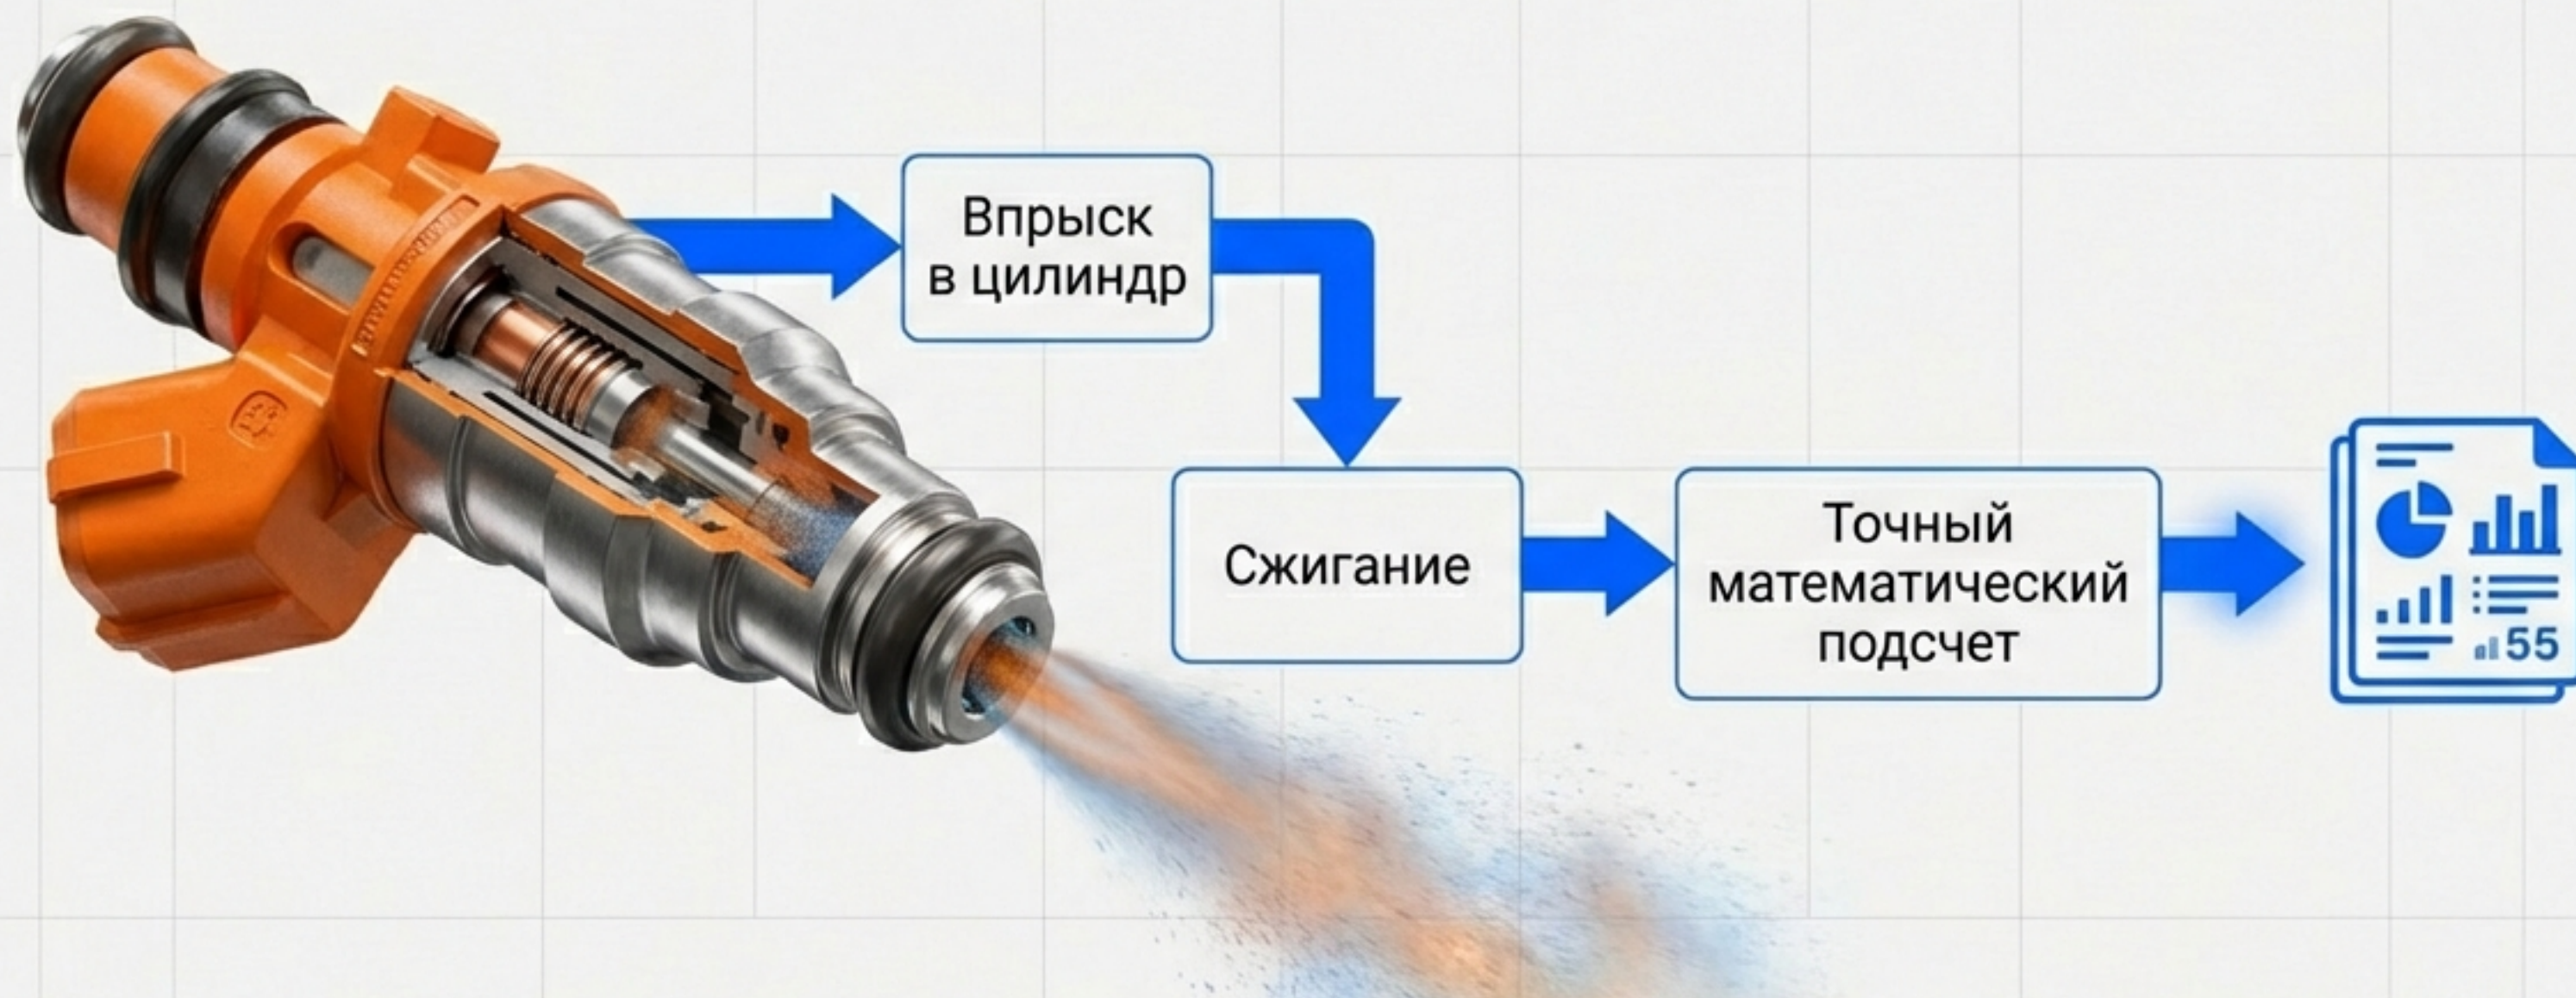 Впрыск
в цилиндр
Сжигание
Точный
математический
подсчет
55